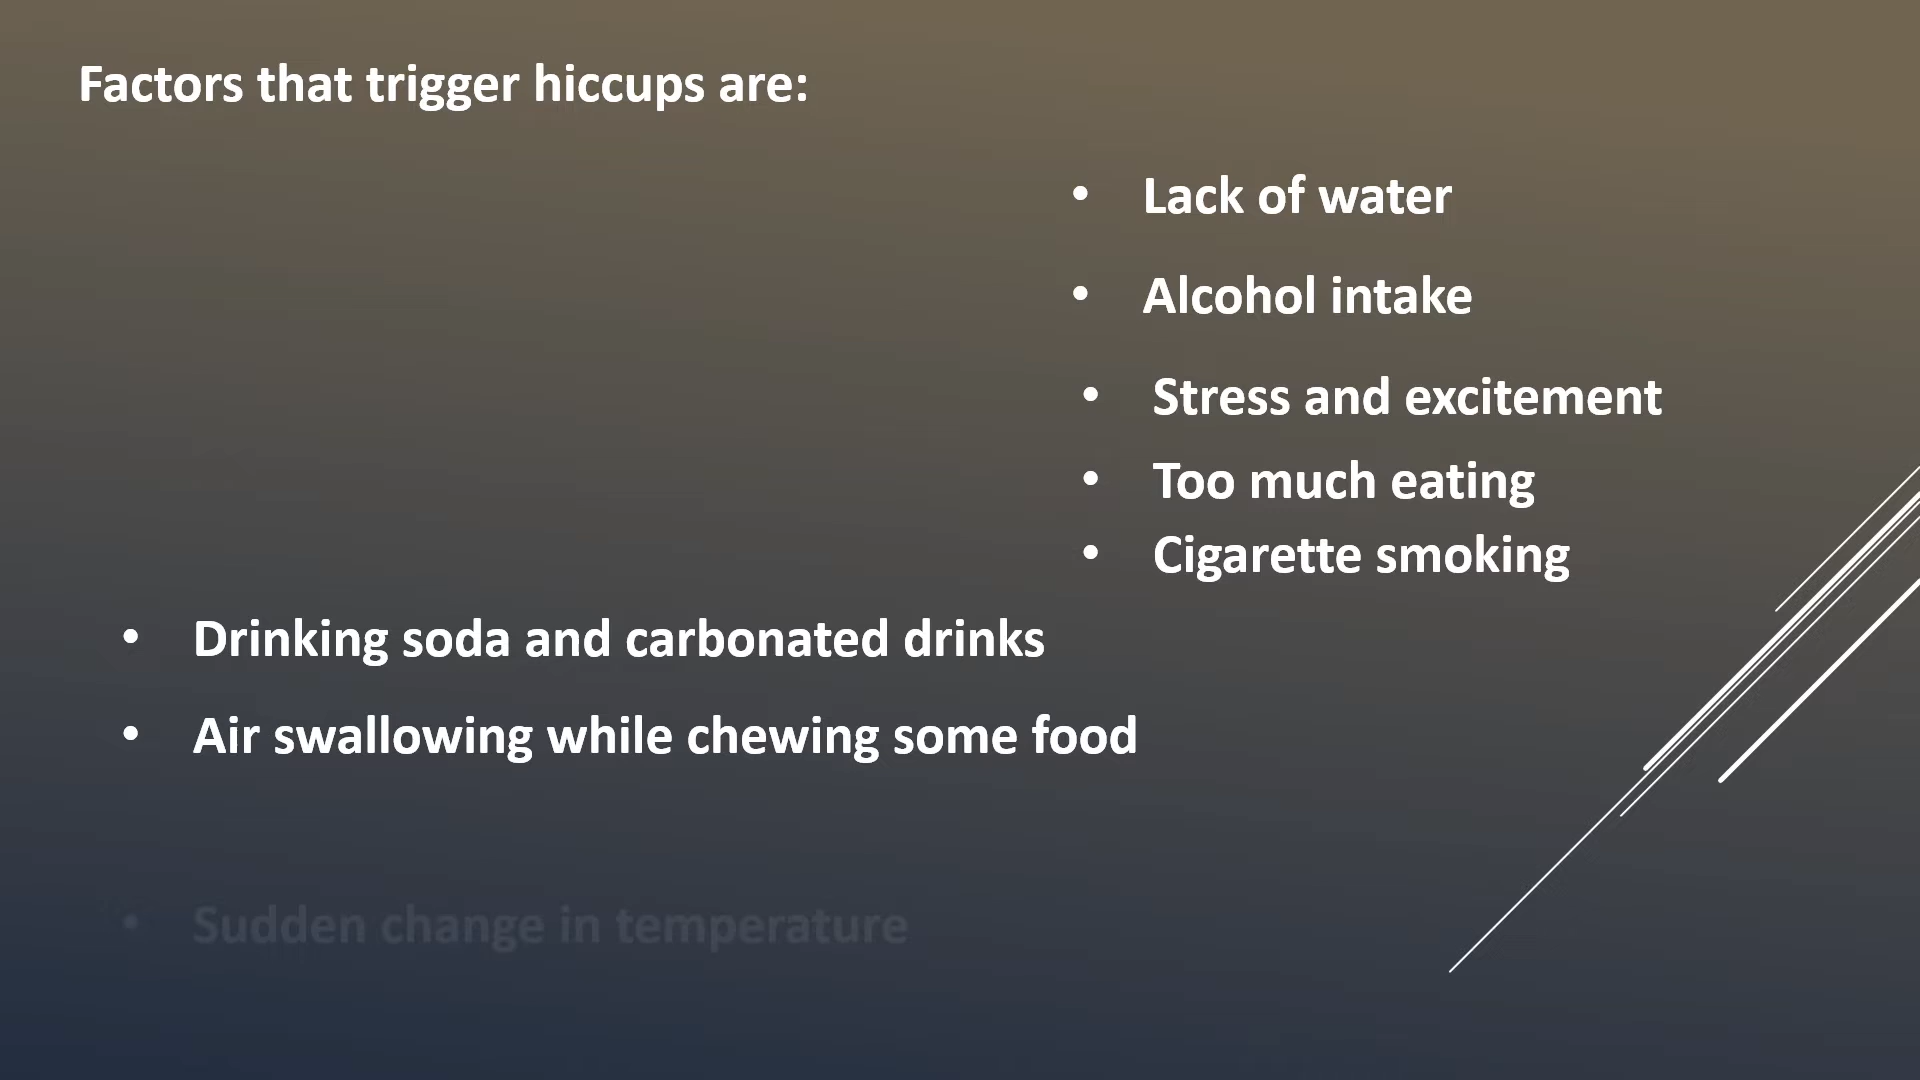 Factors that trigger hiccups are:
• Lack of water
• Alcohol intake
• Stress and excitement
• Too much eating
• Cigarette smoking
• Drinking soda and carbonated drinks
• Air swallowing while chewing some food
• Sudden change in temperature